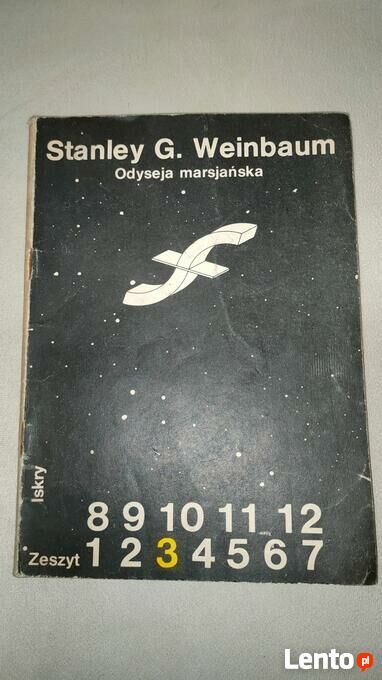 Stanley G. Weinbaum
Odyseja marsjańska
Iskry
8 9 10 11 12
Zeszyt 1 2 3 4 5 6 7
Lento.pl